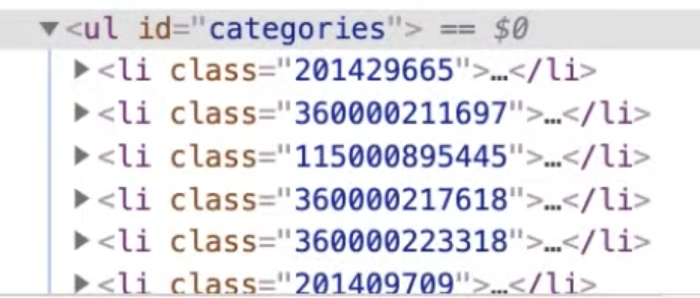 ▼<ul id="categories"> == $0
▶<li class="201429665">…</li>
▶<li class="360000211697">…</li>
▶<li class="115000895445">…</li>
▶<li class="360000217618">…</li>
▶<li class="360000223318">…</li>
▶<li class="201409709">…</li>